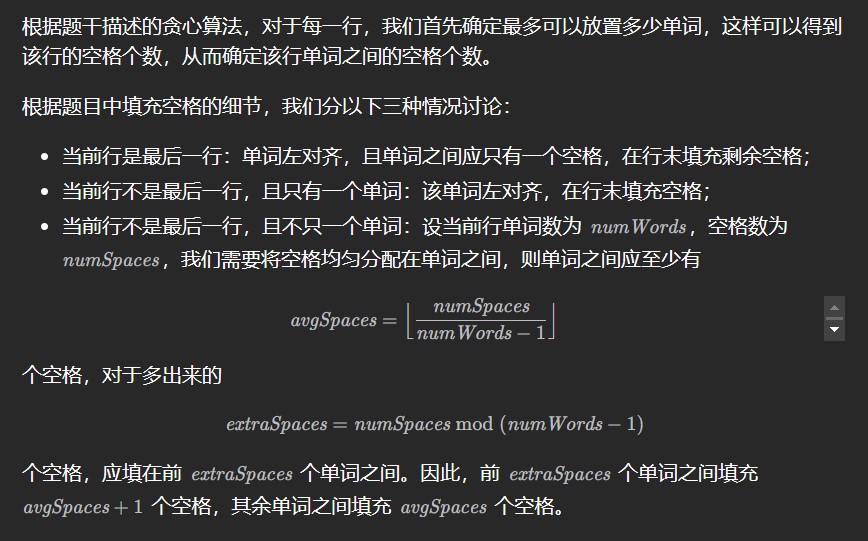 根据题干描述的贪心算法，对于每一行，我们首先确定最多可以放置多少单词，这样可以得到
该行的空格个数，从而确定该行单词之间的空格个数。
根据题目中填充空格的细节，我们分以下三种情况讨论：
• 当前行是最后一行：单词左对齐，且单词之间应只有一个空格，在行末填充剩余空格；
• 当前行不是最后一行，且只有一个单词：该单词左对齐，在行末填充空格；
• 当前行不是最后一行，且不只一个单词：设当前行单词数为 numWords，空格数为
numSpaces，我们需要将空格均匀分配在单词之间，则单词之间应至少有
avgSpaces = ⌊numSpaces / (numWords − 1)⌋
个空格，对于多出来的
extraSpaces = numSpaces mod (numWords − 1)
个空格，应填在前 extraSpaces 个单词之间。因此，前 extraSpaces 个单词之间填充
avgSpaces + 1 个空格，其余单词之间填充 avgSpaces 个空格。